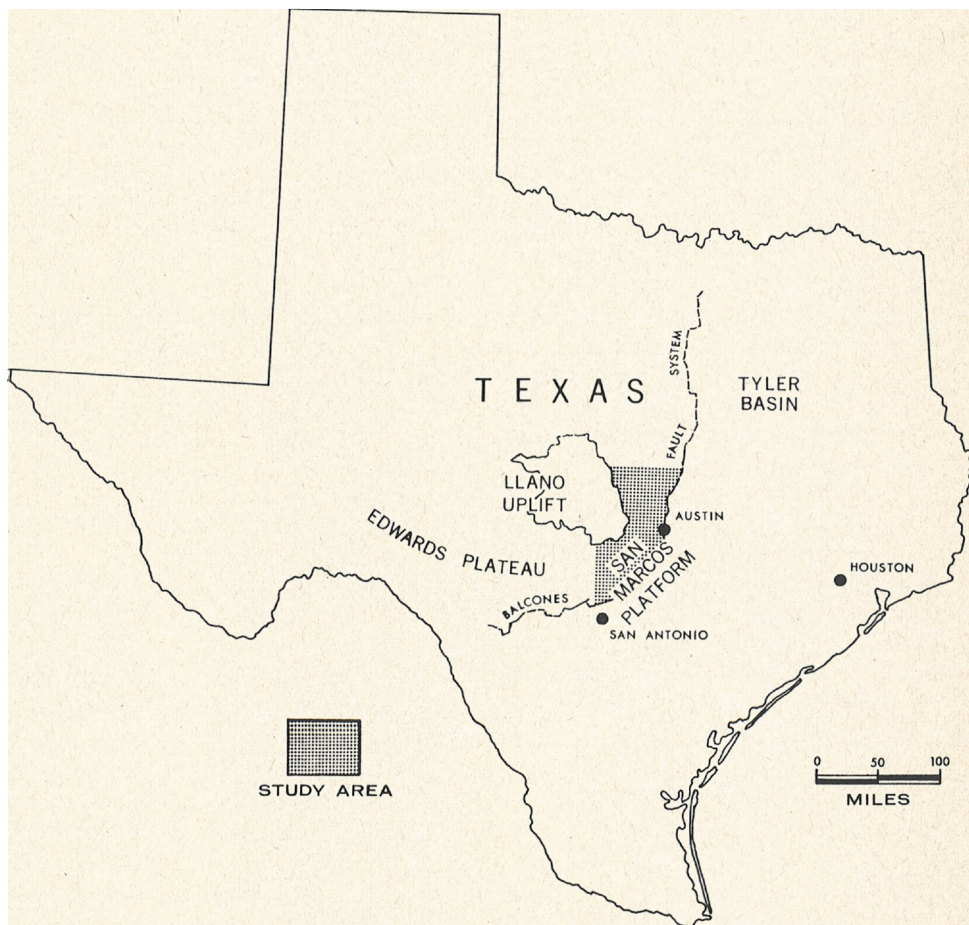 SYSTEM
TEXAS
TYLER
BASIN
FAULT
LLANO
UPLIFT
AUSTIN
EDWARDS PLATEAU
SAN
MARCOS
PLATFORM
HOUSTON
BALCONES
SAN ANTONIO
STUDY AREA
0 50 100
MILES